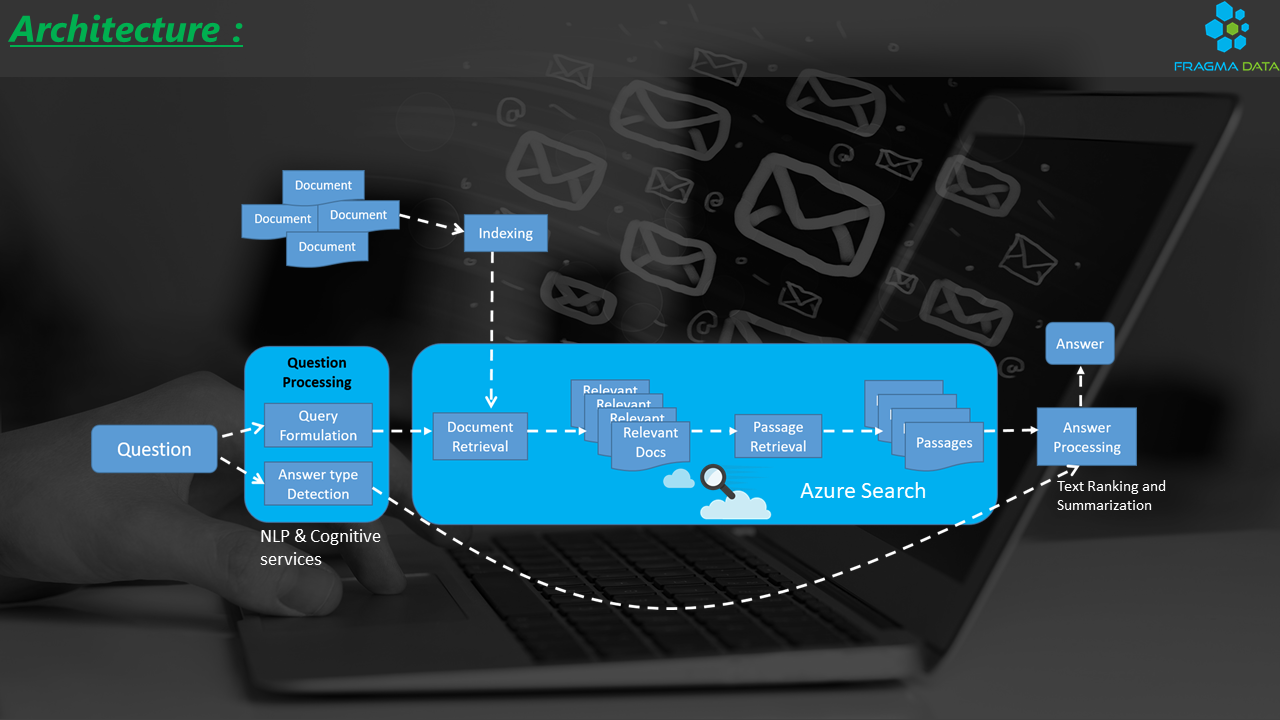 Architecture :
FRAGMA DATA
Document
Document
Document
Document
Indexing
Question
Processing
Query
Formulation
Answer type
Detection
Question
NLP & Cognitive
services
Document
Retrieval
Relevant
Relevant
Relevant
Relevant
Docs
Passage
Retrieval
Passages
Azure Search
Answer
Answer
Processing
Text Ranking and
Summarization